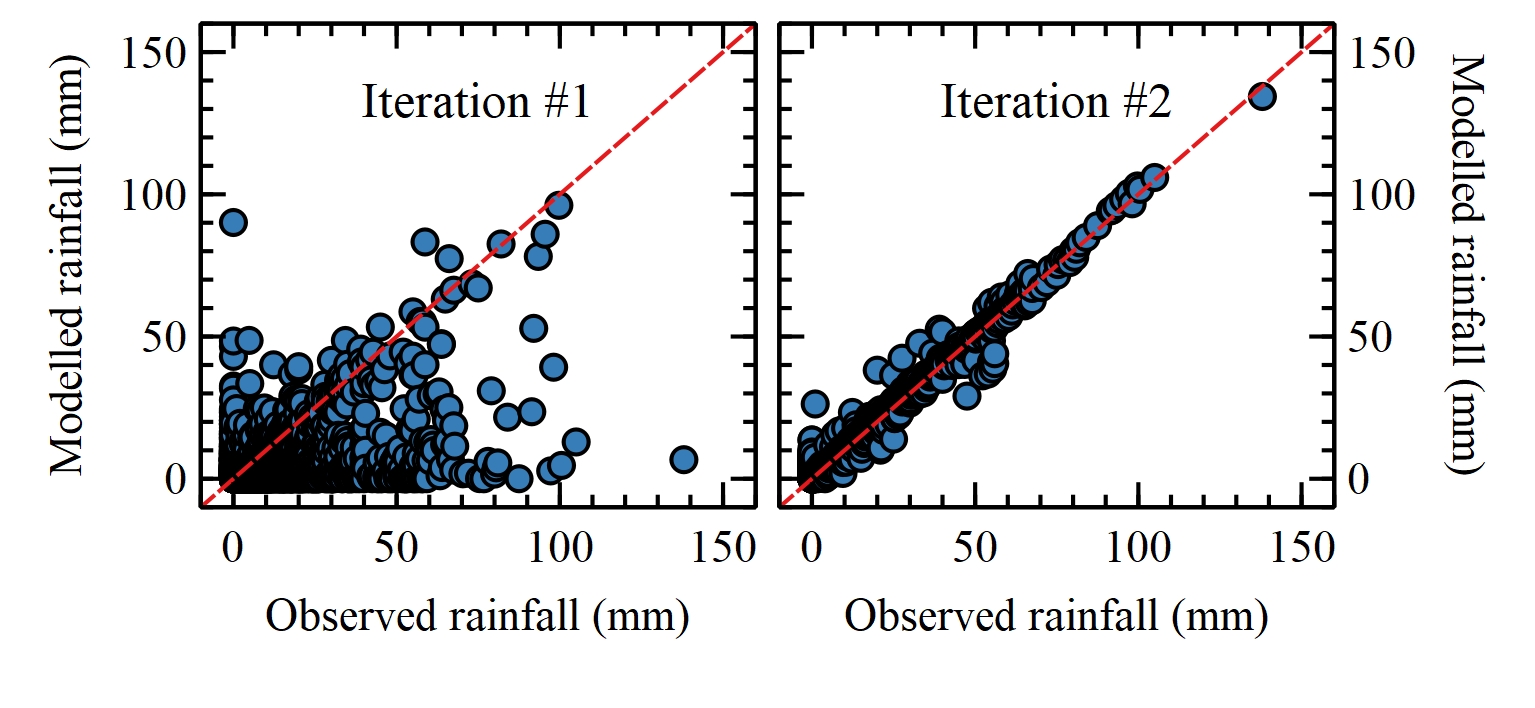 Iteration #1
Modelled rainfall (mm)
150
100
50
0
0 50 100 150
Observed rainfall (mm)
Iteration #2
150
100
50
0
Modelled rainfall (mm)
0 50 100 150
Observed rainfall (mm)